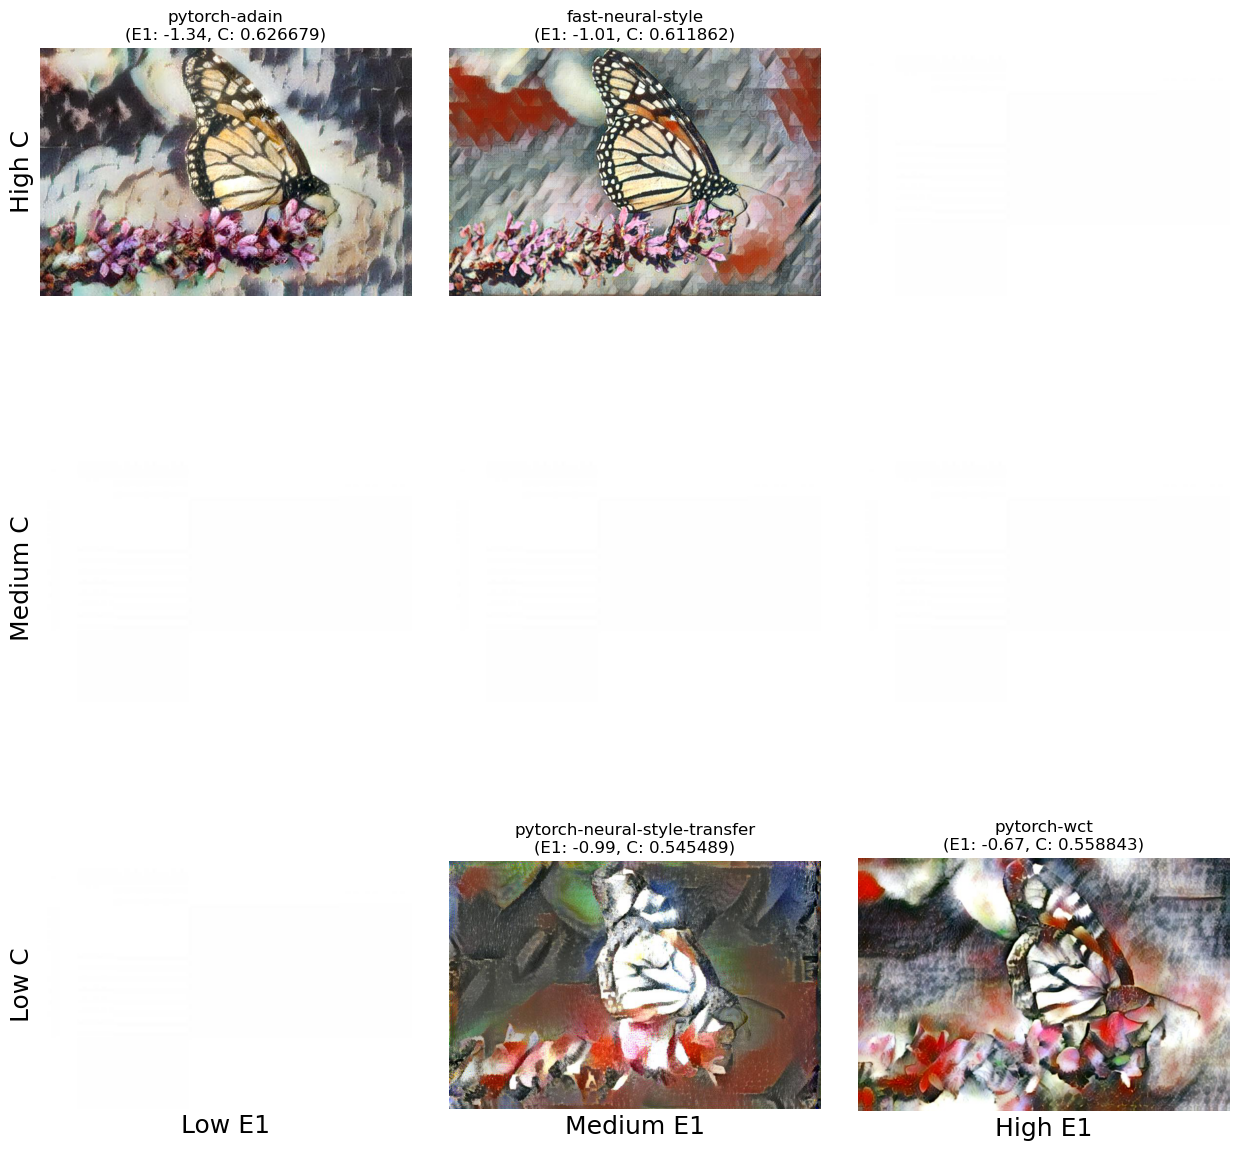 pytorch-adain
(E1: -1.34, C: 0.626679)
fast-neural-style
(E1: -1.01, C: 0.611862)
High C
Medium C
pytorch-neural-style-transfer
(E1: -0.99, C: 0.545489)
pytorch-wct
(E1: -0.67, C: 0.558843)
Low C
Low E1
Medium E1
High E1